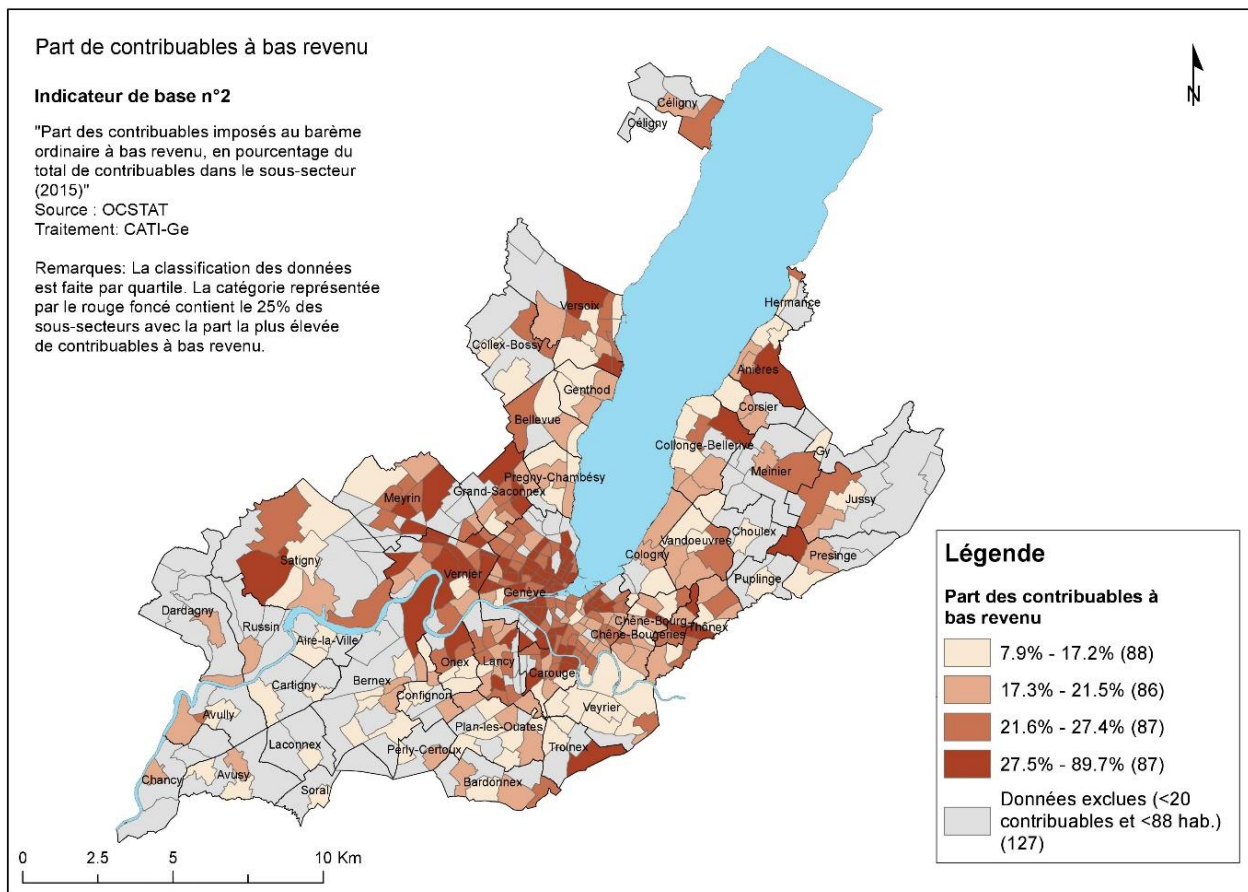 Part de contribuables à bas revenu
Indicateur de base n°2
"Part des contribuables imposés au barème
ordinaire à bas revenu, en pourcentage du
total de contribuables dans le sous-secteur
(2015)"
Source : OCSTAT
Traitement: CATI-Ge
Remarques: La classification des données
est faite par quartile. La catégorie représentée
par le rouge foncé contient le 25% des
sous-secteurs avec la part la plus élevée
de contribuables à bas revenu.
N
Céligny
Céligny
Versoix
Hermance
Collex-Bossy
Anières
Genthod
Corsier
Bellevue
Collonge-Bellerive
Gy
Pregny-Chambésy
Meinier
Grand-Saconnex
Meyrin
Jussy
Choulex
Vandoeuvres
Cologny
Presinge
Satigny
Vernier
Puplinge
Genève
Dardagny
Russin
Chêne-Bourg
Thônex
Chêne-Bougeries
Aire-la-Ville
Onex
Lancy
Carouge
Bernex
Cartigny
Confignon
Veyrier
Avully
Plan-les-Ouates
Laconnex
Perly-Certoux
Troinex
Chancy
Avusy
Bardonnex
Soral
Légende
Part des contribuables à
bas revenu
7.9% - 17.2% (88)
17.3% - 21.5% (86)
21.6% - 27.4% (87)
27.5% - 89.7% (87)
Données exclues (<20
contribuables et <88 hab.)
(127)
0 2.5 5 10 Km